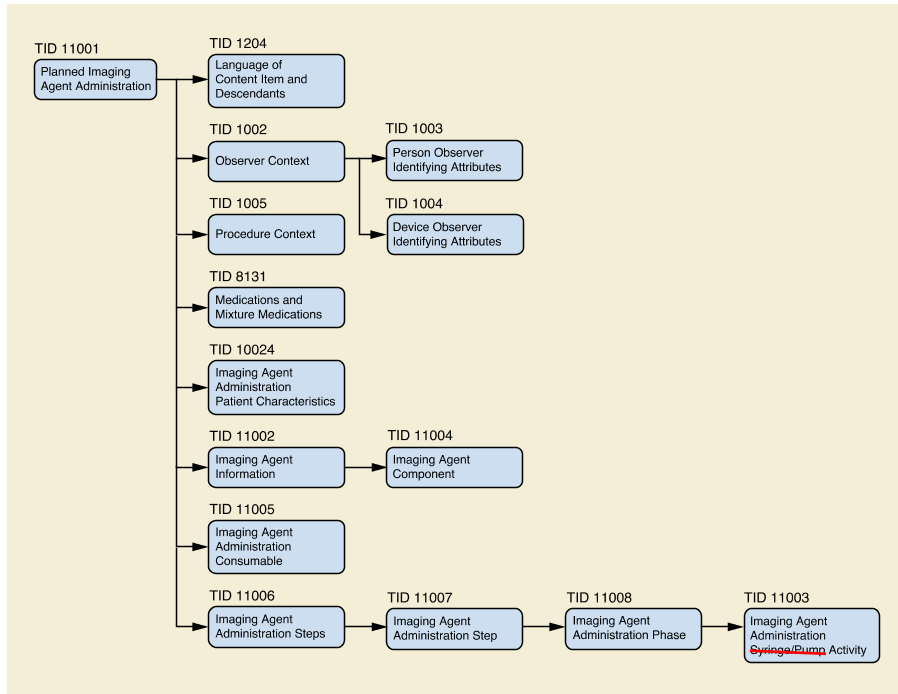 TID 11001
Planned Imaging
Agent Administration
TID 1204
Language of
Content Item and
Descendants
TID 1002
Observer Context
TID 1003
Person Observer
Identifying Attributes
TID 1004
Device Observer
Identifying Attributes
TID 1005
Procedure Context
TID 8131
Medications and
Mixture Medications
TID 10024
Imaging Agent
Administration
Patient Characteristics
TID 11002
Imaging Agent
Information
TID 11004
Imaging Agent
Component
TID 11005
Imaging Agent
Administration
Consumable
TID 11006
Imaging Agent
Administration Steps
TID 11007
Imaging Agent
Administration Step
TID 11008
Imaging Agent
Administration Phase
TID 11003
Imaging Agent
Administration
Syringe/Pump Activity